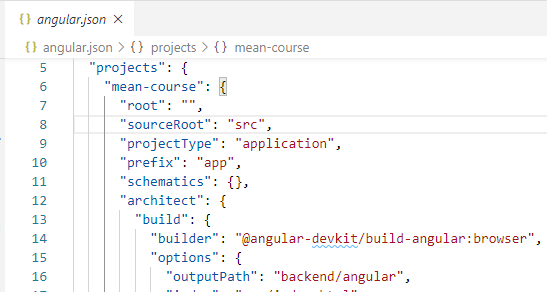 {} angular.json ×
{} angular.json > {} projects > {} mean-course
5 "projects": {
6 "mean-course": {
7 "root": "",
8 "sourceRoot": "src",
9 "projectType": "application",
10 "prefix": "app",
11 "schematics": {},
12 "architect": {
13 "build": {
14 "builder": "@angular-devkit/build-angular:browser",
15 "options": {
16 "outputPath": "backend/angular",